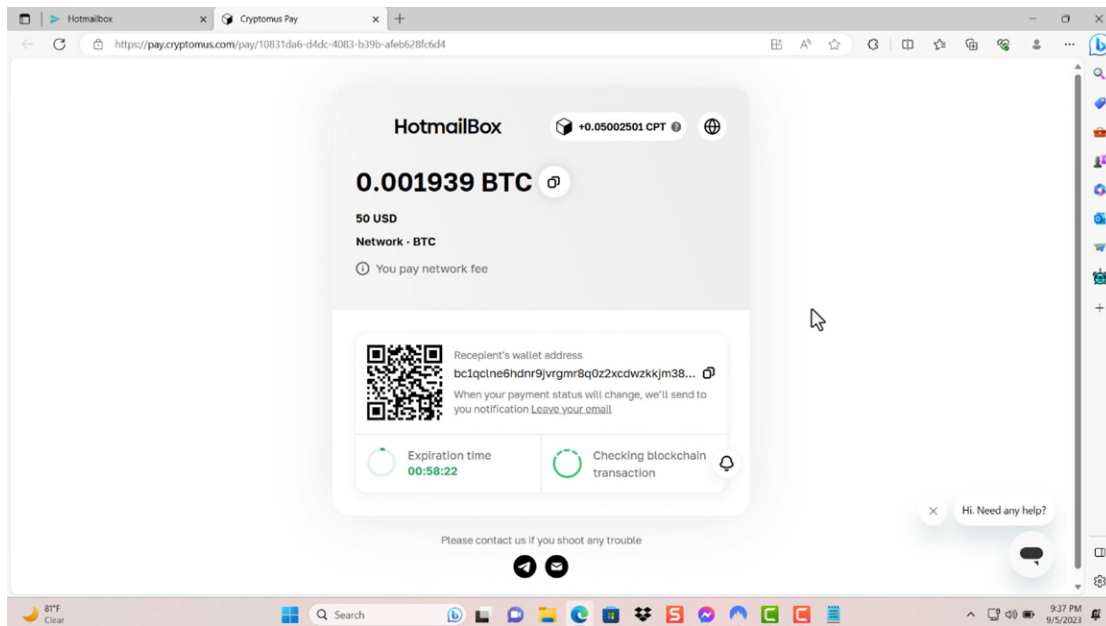 Hotmailbox
Cryptomus Pay
https://pay.cryptomus.com/pay/10831da6-d4dc-4083-b39b-afeb628fc6d4
HotmailBox
+0.05002501 CPT
0.001939 BTC
50 USD
Network · BTC
You pay network fee
Recepient's wallet address
bc1qclne6hdnr9jvrgmr8q0z2xcdwzkkjm38...
When your payment status will change, we'll send to
you notification Leave your email
Expiration time
00:58:22
Checking blockchain
transaction
Hi. Need any help?
Please contact us if you shoot any trouble
81°F
Clear
Search
9:37 PM
9/5/2023